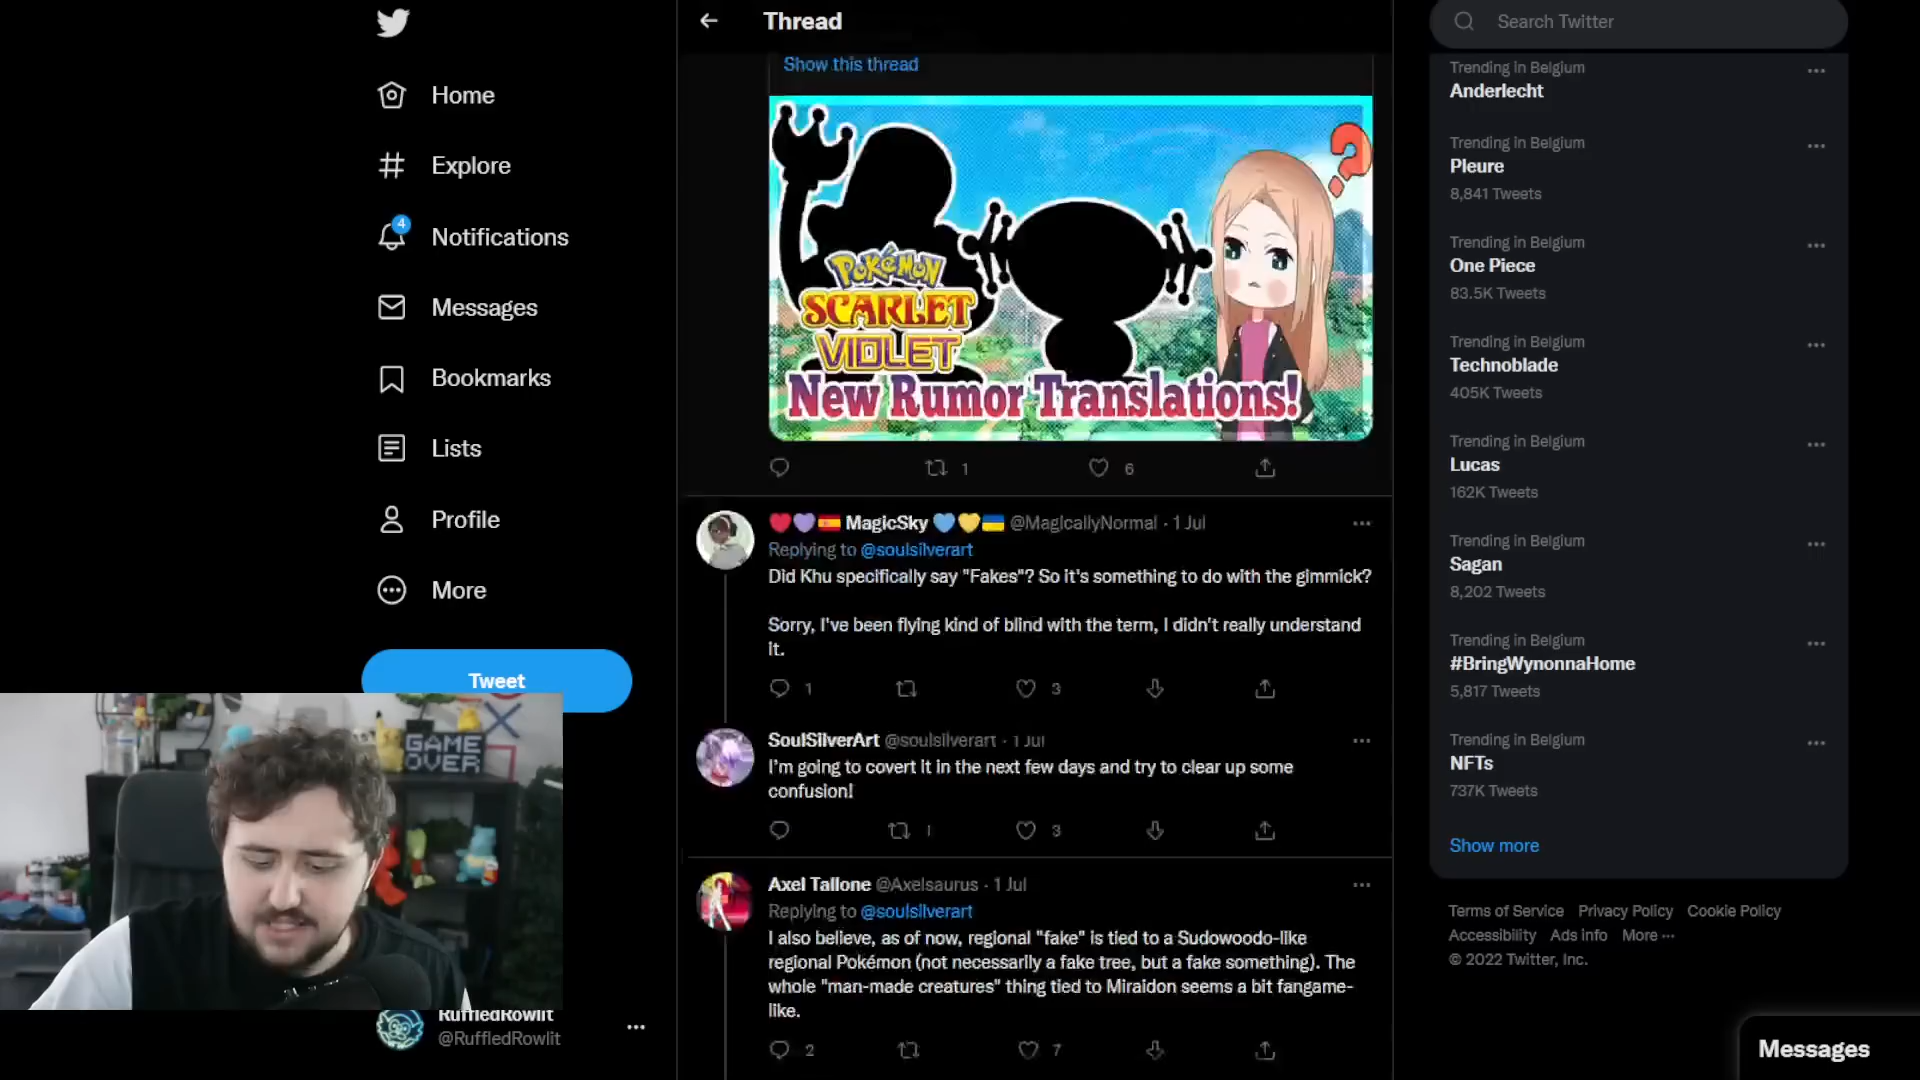 Home
Explore
4
Notifications
Messages
Bookmarks
Lists
Profile
More
Tweet
GAME
OVER
RuffledRowlit
@RuffledRowlit
Thread
Show this thread
POKéMON
SCARLET
VIOLET
New Rumor Translations!
?
1
6
MagicSky
@MagicallyNormal · 1 Jul
Replying to @soulsilverart
Did Khu specifically say "Fakes"? So it's something to do with the gimmick?
Sorry, I've been flying kind of blind with the term, I didn't really understand
it.
1
3
SoulSilverArt @soulsilverart · 1 Jul
I'm going to covert it in the next few days and try to clear up some
confusion!
1
3
Axel Tallone @Axelsaurus · 1 Jul
Replying to @soulsilverart
I also believe, as of now, regional "fake" is tied to a Sudowoodo-like
regional Pokémon (not necessarily a fake tree, but a fake something). The
whole "man-made creatures" thing tied to Miraidon seems a bit fangame-
like.
2
7
Search Twitter
Trending in Belgium
Anderlecht
Trending in Belgium
Pleure
8,841 Tweets
Trending in Belgium
One Piece
83.5K Tweets
Trending in Belgium
Technoblade
405K Tweets
Trending in Belgium
Lucas
162K Tweets
Trending in Belgium
Sagan
8,202 Tweets
Trending in Belgium
#BringWynonnaHome
5,817 Tweets
Trending in Belgium
NFTs
737K Tweets
Show more
Terms of Service Privacy Policy Cookie Policy
Accessibility Ads info More ···
© 2022 Twitter, Inc.
Messages